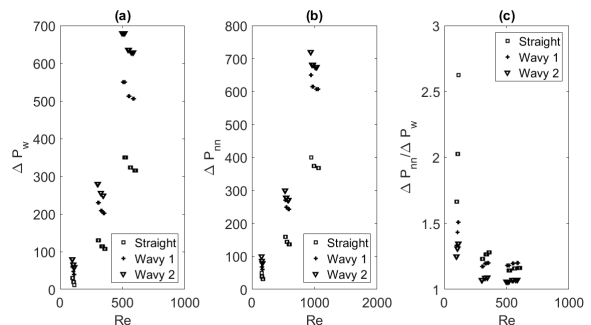 (a)
700
600
500
400
300
200
100
0
0 500 1000
Δ P_w
Re
Straight
Wavy 1
Wavy 2
(b)
800
700
600
500
400
300
200
100
0
0 1000 2000
Δ P_nn
Re
Straight
Wavy 1
Wavy 2
(c)
3
2.5
2
1.5
1
0 500 1000
Δ P_nn/Δ P_w
Re
Straight
Wavy 1
Wavy 2